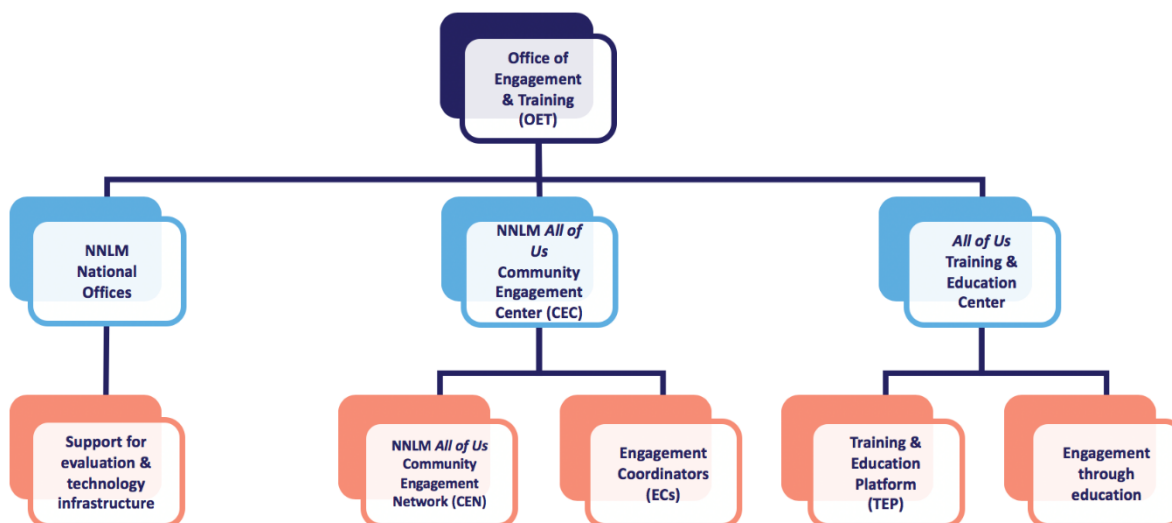 Office of
Engagement
& Training
(OET)
NNLM
National
Offices
NNLM All of
Us
Community
Engagement
Center (CEC)
All of Us
Training &
Education
Center
Support for
evaluation &
technology
infrastructure
NNLM All of Us
Community
Engagement
Network (CEN)
Engagement
Coordinators
(ECs)
Training &
Education
Platform
(TEP)
Engagement
through
education